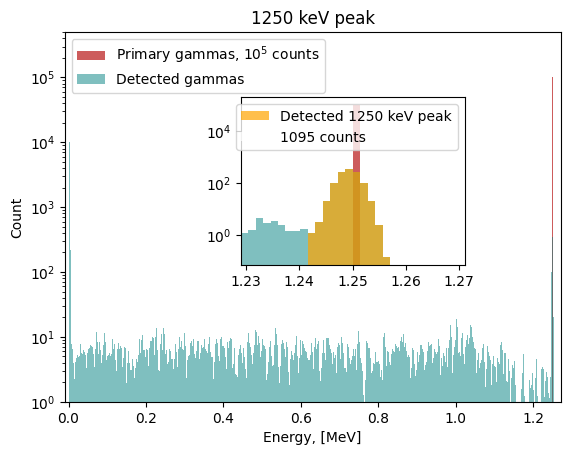 1250 keV peak
Primary gammas, 10⁵ counts
Detected gammas
Detected 1250 keV peak
1095 counts
10⁴
10²
10⁰
1.23 1.24 1.25 1.26 1.27
10⁵
10⁴
10³
10²
10¹
10⁰
Count
0.0 0.2 0.4 0.6 0.8 1.0 1.2
Energy, [MeV]